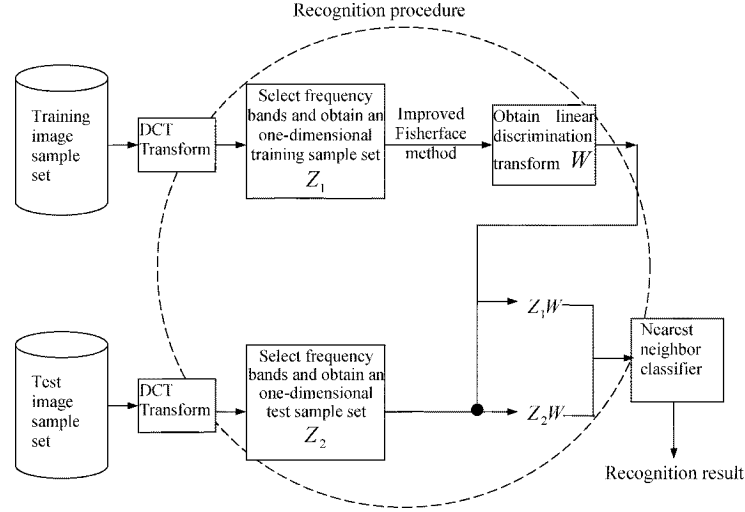 Recognition procedure
Training
image
sample
set
DCT
Transform
Select frequency
bands and obtain an
one-dimensional
training sample set
Z₁
Improved
Fisherface
method
Obtain linear
discrimination
transform W
Z₁W
Z₂W
Nearest
neighbor
classifier
Test
image
sample
set
DCT
Transform
Select frequency
bands and obtain an
one-dimensional
test sample set
Z₂
Recognition result